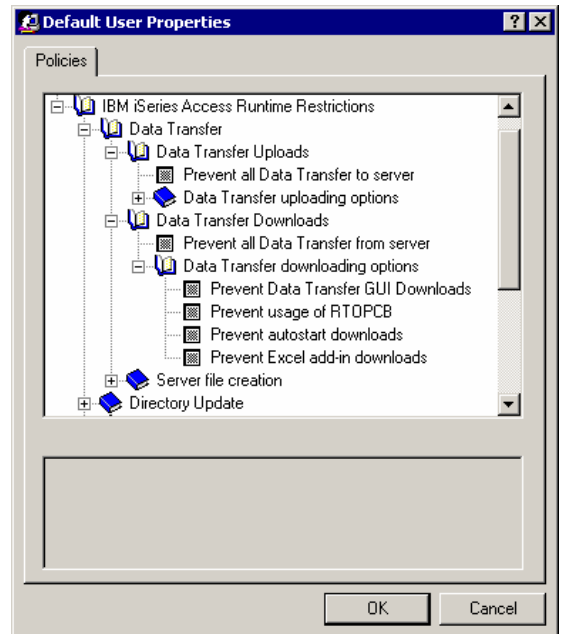 Default User Properties
Policies
IBM iSeries Access Runtime Restrictions
Data Transfer
Data Transfer Uploads
Prevent all Data Transfer to server
Data Transfer uploading options
Data Transfer Downloads
Prevent all Data Transfer from server
Data Transfer downloading options
Prevent Data Transfer GUI Downloads
Prevent usage of RTOPCB
Prevent autostart downloads
Prevent Excel add-in downloads
Server file creation
Directory Update
OK Cancel